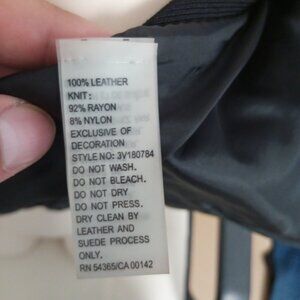 100% LEATHER
KNIT:
92% RAYON
8% NYLON
EXCLUSIVE OF
DECORATION
STYLE NO: 3V180784
DO NOT WASH.
DO NOT BLEACH.
DO NOT DRY
DO NOT PRESS.
DRY CLEAN BY
LEATHER AND
SUEDE PROCESS
ONLY.
RN 54365/CA 00142